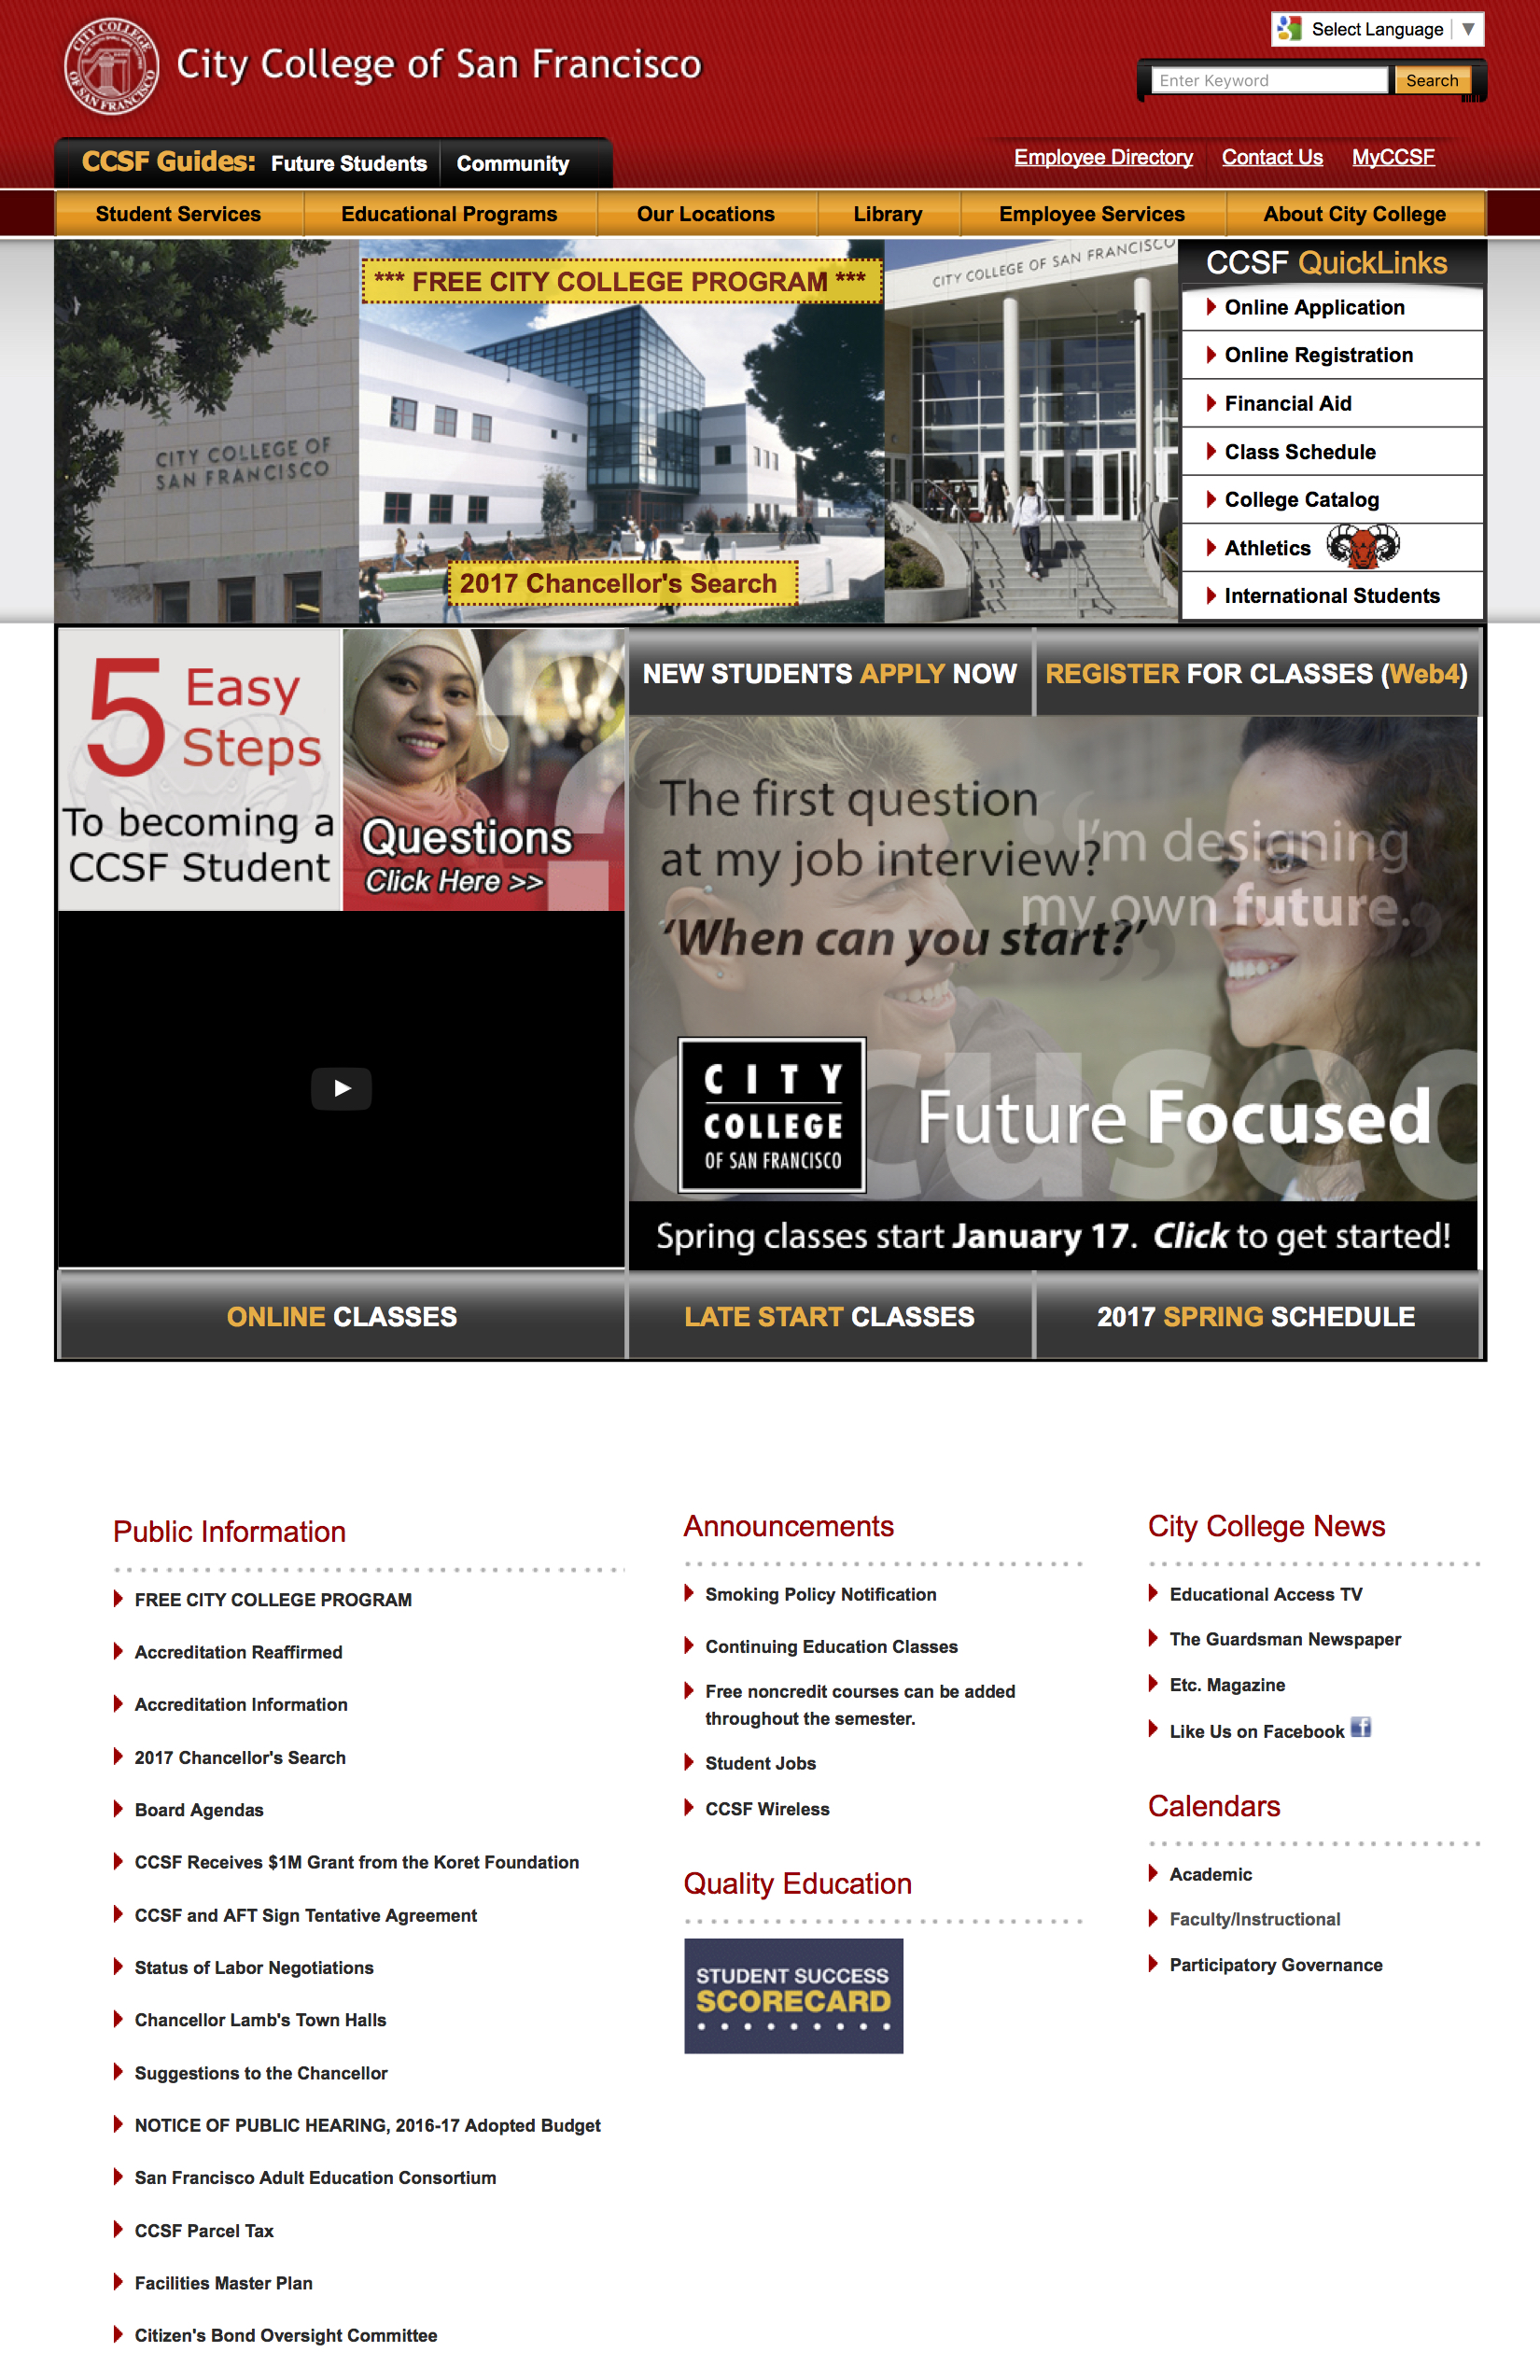 CITY COLLEGE
OF SAN FRANCISCO
City College of San Francisco
Select Language ▼
Enter Keyword
Search
CCSF Guides: Future Students Community
Employee Directory Contact Us MyCCSF
Student Services Educational Programs Our Locations Library Employee Services About City College
CITY COLLEGE OF
SAN FRANCISCO
*** FREE CITY COLLEGE PROGRAM ***
2017 Chancellor's Search
CITY COLLEGE OF SAN FRANCISCO
CCSF QuickLinks
Online Application
Online Registration
Financial Aid
Class Schedule
College Catalog
Athletics
International Students
5 Easy
Steps
To becoming a
CCSF Student
?
Questions
Click Here >>
NEW STUDENTS APPLY NOW
REGISTER FOR CLASSES (Web4)
The first question
at my job interview?
‘When can you start?’
“I’m designing
my own future.”
CITY
COLLEGE
OF SAN FRANCISCO
ocused
Future Focused
Spring classes start January 17. Click to get started!
ONLINE CLASSES
LATE START CLASSES
2017 SPRING SCHEDULE
Public Information
FREE CITY COLLEGE PROGRAM
Accreditation Reaffirmed
Accreditation Information
2017 Chancellor's Search
Board Agendas
CCSF Receives $1M Grant from the Koret Foundation
CCSF and AFT Sign Tentative Agreement
Status of Labor Negotiations
Chancellor Lamb's Town Halls
Suggestions to the Chancellor
NOTICE OF PUBLIC HEARING, 2016-17 Adopted Budget
San Francisco Adult Education Consortium
CCSF Parcel Tax
Facilities Master Plan
Citizen's Bond Oversight Committee
Announcements
Smoking Policy Notification
Continuing Education Classes
Free noncredit courses can be added
throughout the semester.
Student Jobs
CCSF Wireless
Quality Education
STUDENT SUCCESS
SCORECARD
City College News
Educational Access TV
The Guardsman Newspaper
Etc. Magazine
Like Us on Facebook f
Calendars
Academic
Faculty/Instructional
Participatory Governance